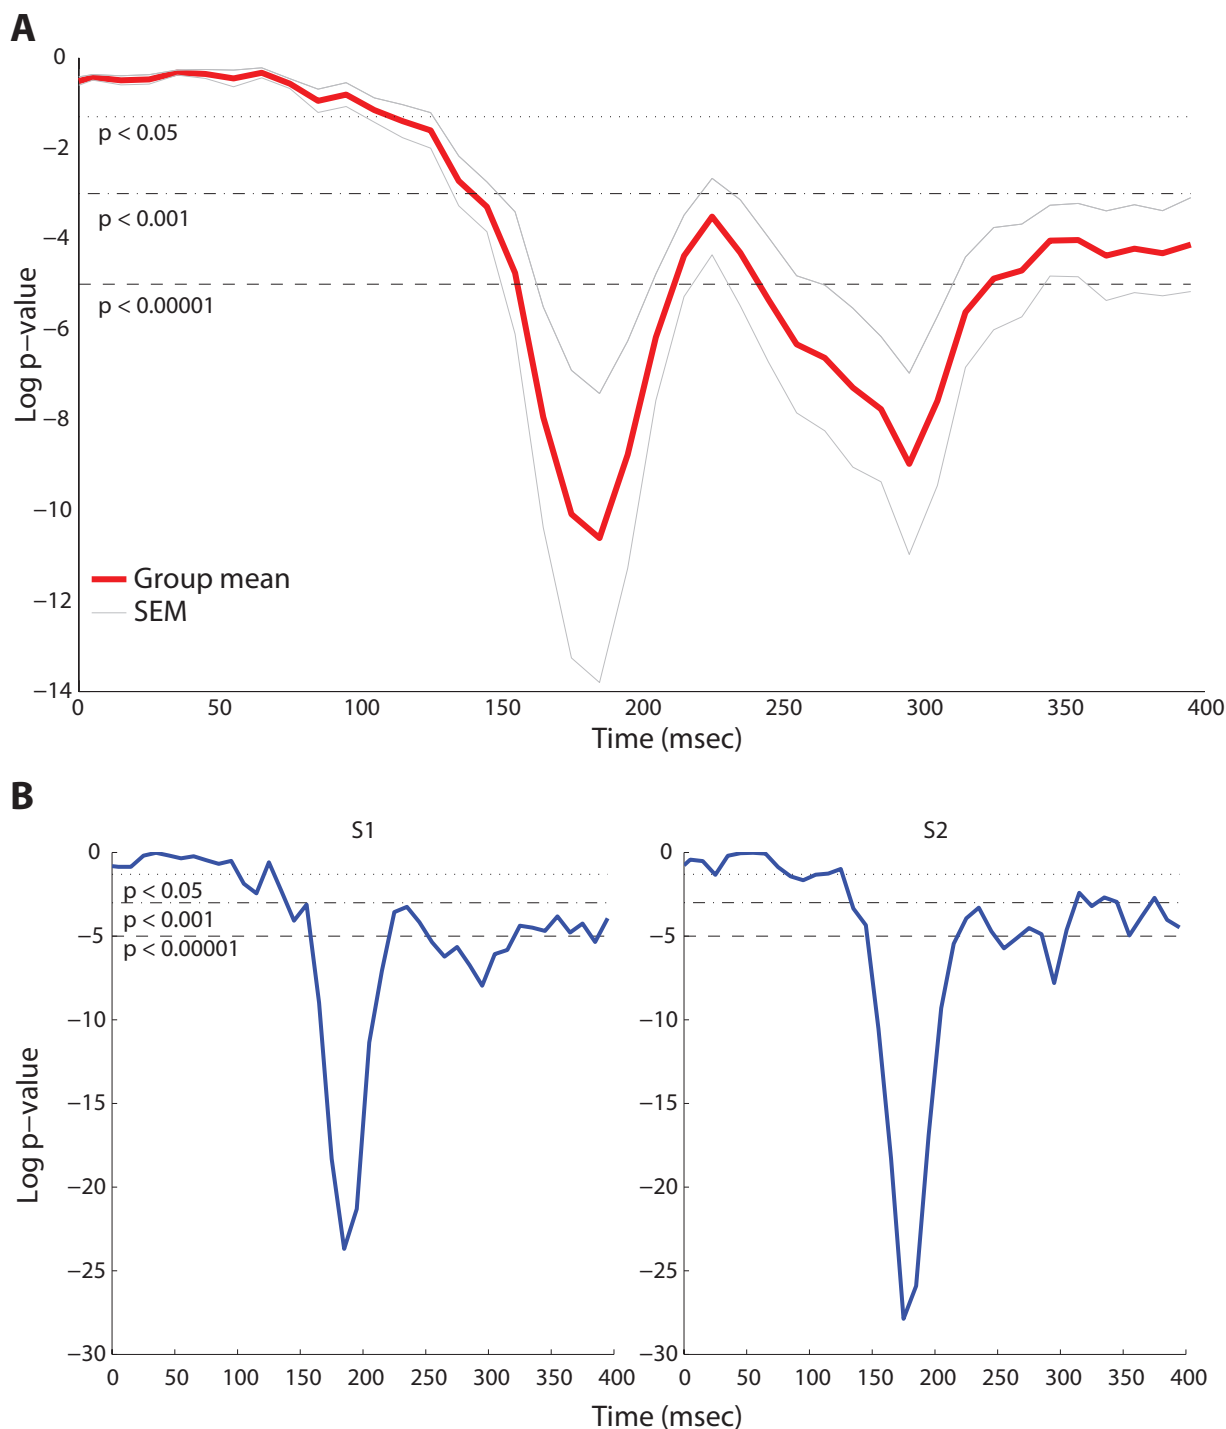 A
0
−2
−4
−6
−8
−10
−12
−14
Log p−value
p < 0.05
p < 0.001
p < 0.00001
Group mean
SEM
0 50 100 150 200 250 300 350 400
Time (msec)
B
S1
0
−5
−10
−15
−20
−25
−30
Log p−value
p < 0.05
p < 0.001
p < 0.00001
0 50 100 150 200 250 300 350 400
S2
0
−5
−10
−15
−20
−25
−30
0 50 100 150 200 250 300 350 400
Time (msec)